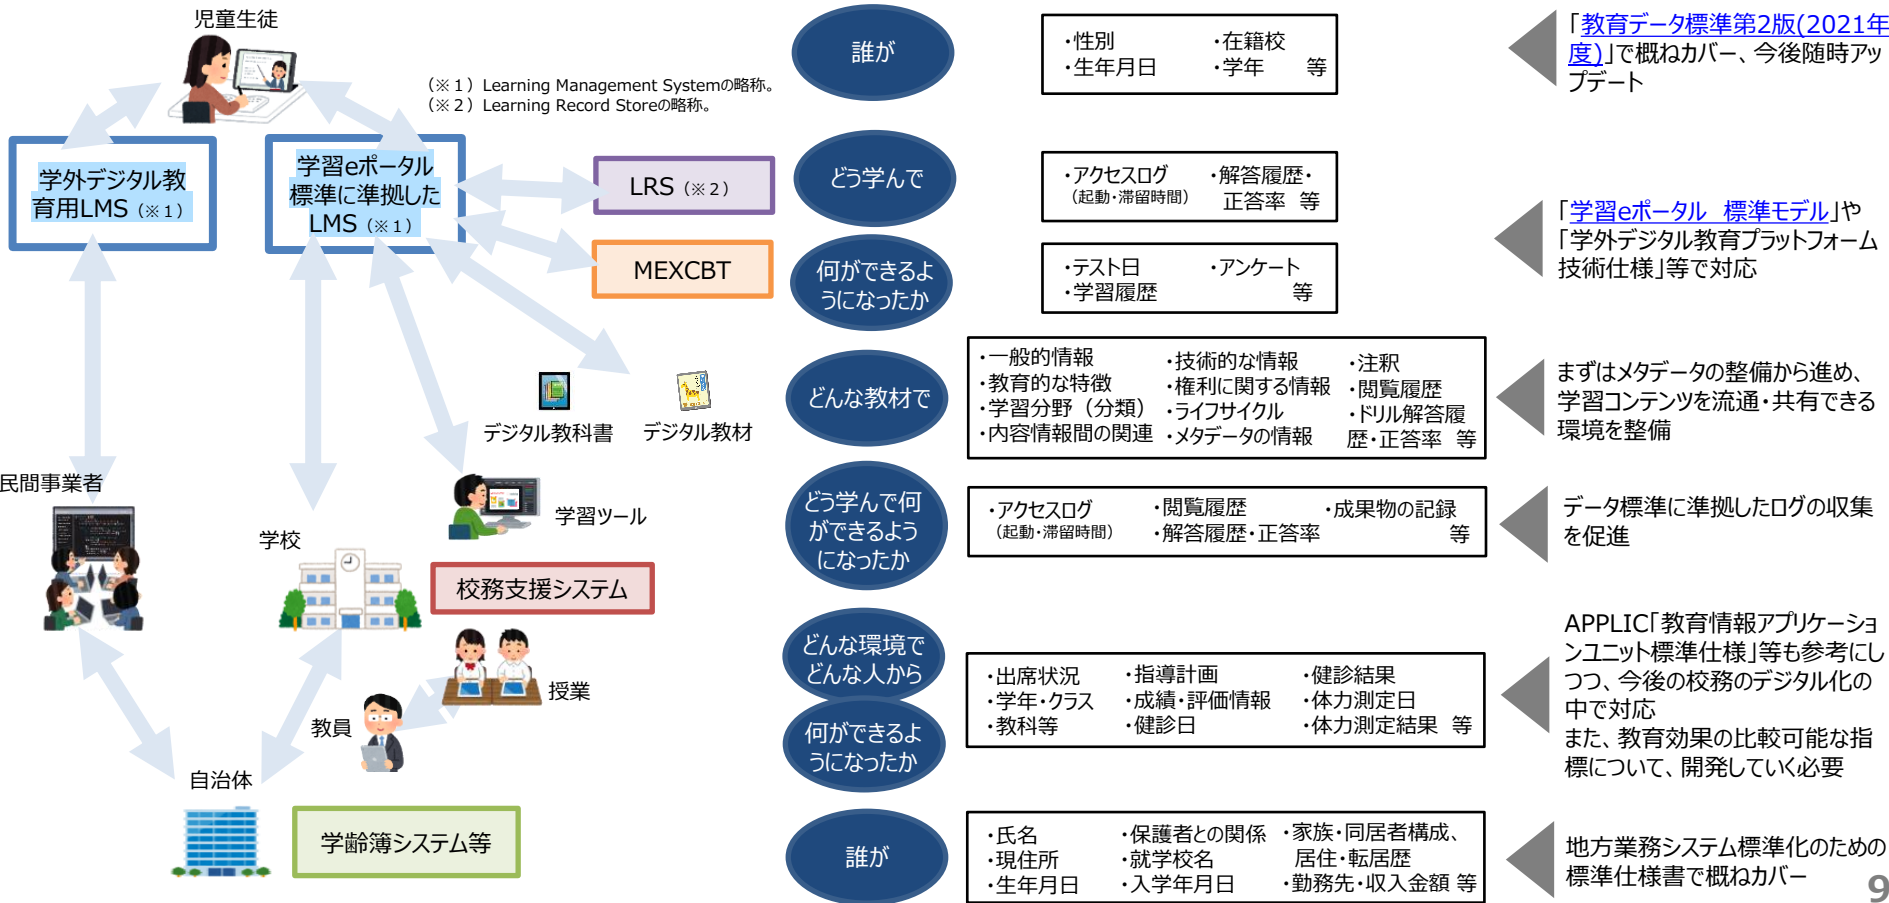 児童生徒
(※1) Learning Management Systemの略称。
(※2) Learning Record Storeの略称。
学外デジタル教
育用LMS（※1）
学習eポータル
標準に準拠した
LMS（※1）
LRS（※2）
MEXCBT
デジタル教科書
デジタル教材
民間事業者
学習ツール
学校
校務支援システム
授業
教員
自治体
学齢簿システム等
誰が
・性別 ・在籍校
・生年月日 ・学年 等
「教育データ標準第2版(2021年
度)」で概ねカバー、今後随時アッ
プデート
どう学んで
・アクセスログ ・解答履歴・
（起動・滞留時間） 正答率 等
何ができるよ
うになったか
・テスト日 ・アンケート
・学習履歴 等
「学習eポータル 標準モデル」や
「学外デジタル教育プラットフォーム
技術仕様」等で対応
どんな教材で
・一般的情報 ・技術的な情報 ・注釈
・教育的な特徴 ・権利に関する情報 ・閲覧履歴
・学習分野（分類） ・ライフサイクル ・ドリル解答履
・内容情報間の関連 ・メタデータの情報 歴・正答率 等
まずはメタデータの整備から進め、
学習コンテンツを流通・共有できる
環境を整備
どう学んで何
ができるよう
になったか
・アクセスログ ・閲覧履歴 ・成果物の記録
（起動・滞留時間） ・解答履歴・正答率 等
データ標準に準拠したログの収集
を促進
どんな環境で
どんな人から
何ができるよ
うになったか
・出席状況 ・指導計画 ・健診結果
・学年・クラス ・成績・評価情報 ・体力測定日
・教科等 ・健診日 ・体力測定結果 等
APPLIC「教育情報アプリケーショ
ンユニット標準仕様」等も参考にし
つつ、今後の校務のデジタル化の
中で対応
また、教育効果の比較可能な指
標について、開発していく必要
誰が
・氏名 ・保護者との関係 ・家族・同居者構成、
・現住所 ・就学校名 居住・転居歴
・生年月日 ・入学年月日 ・勤務先・収入金額 等
地方業務システム標準化のための
標準仕様書で概ねカバー
9